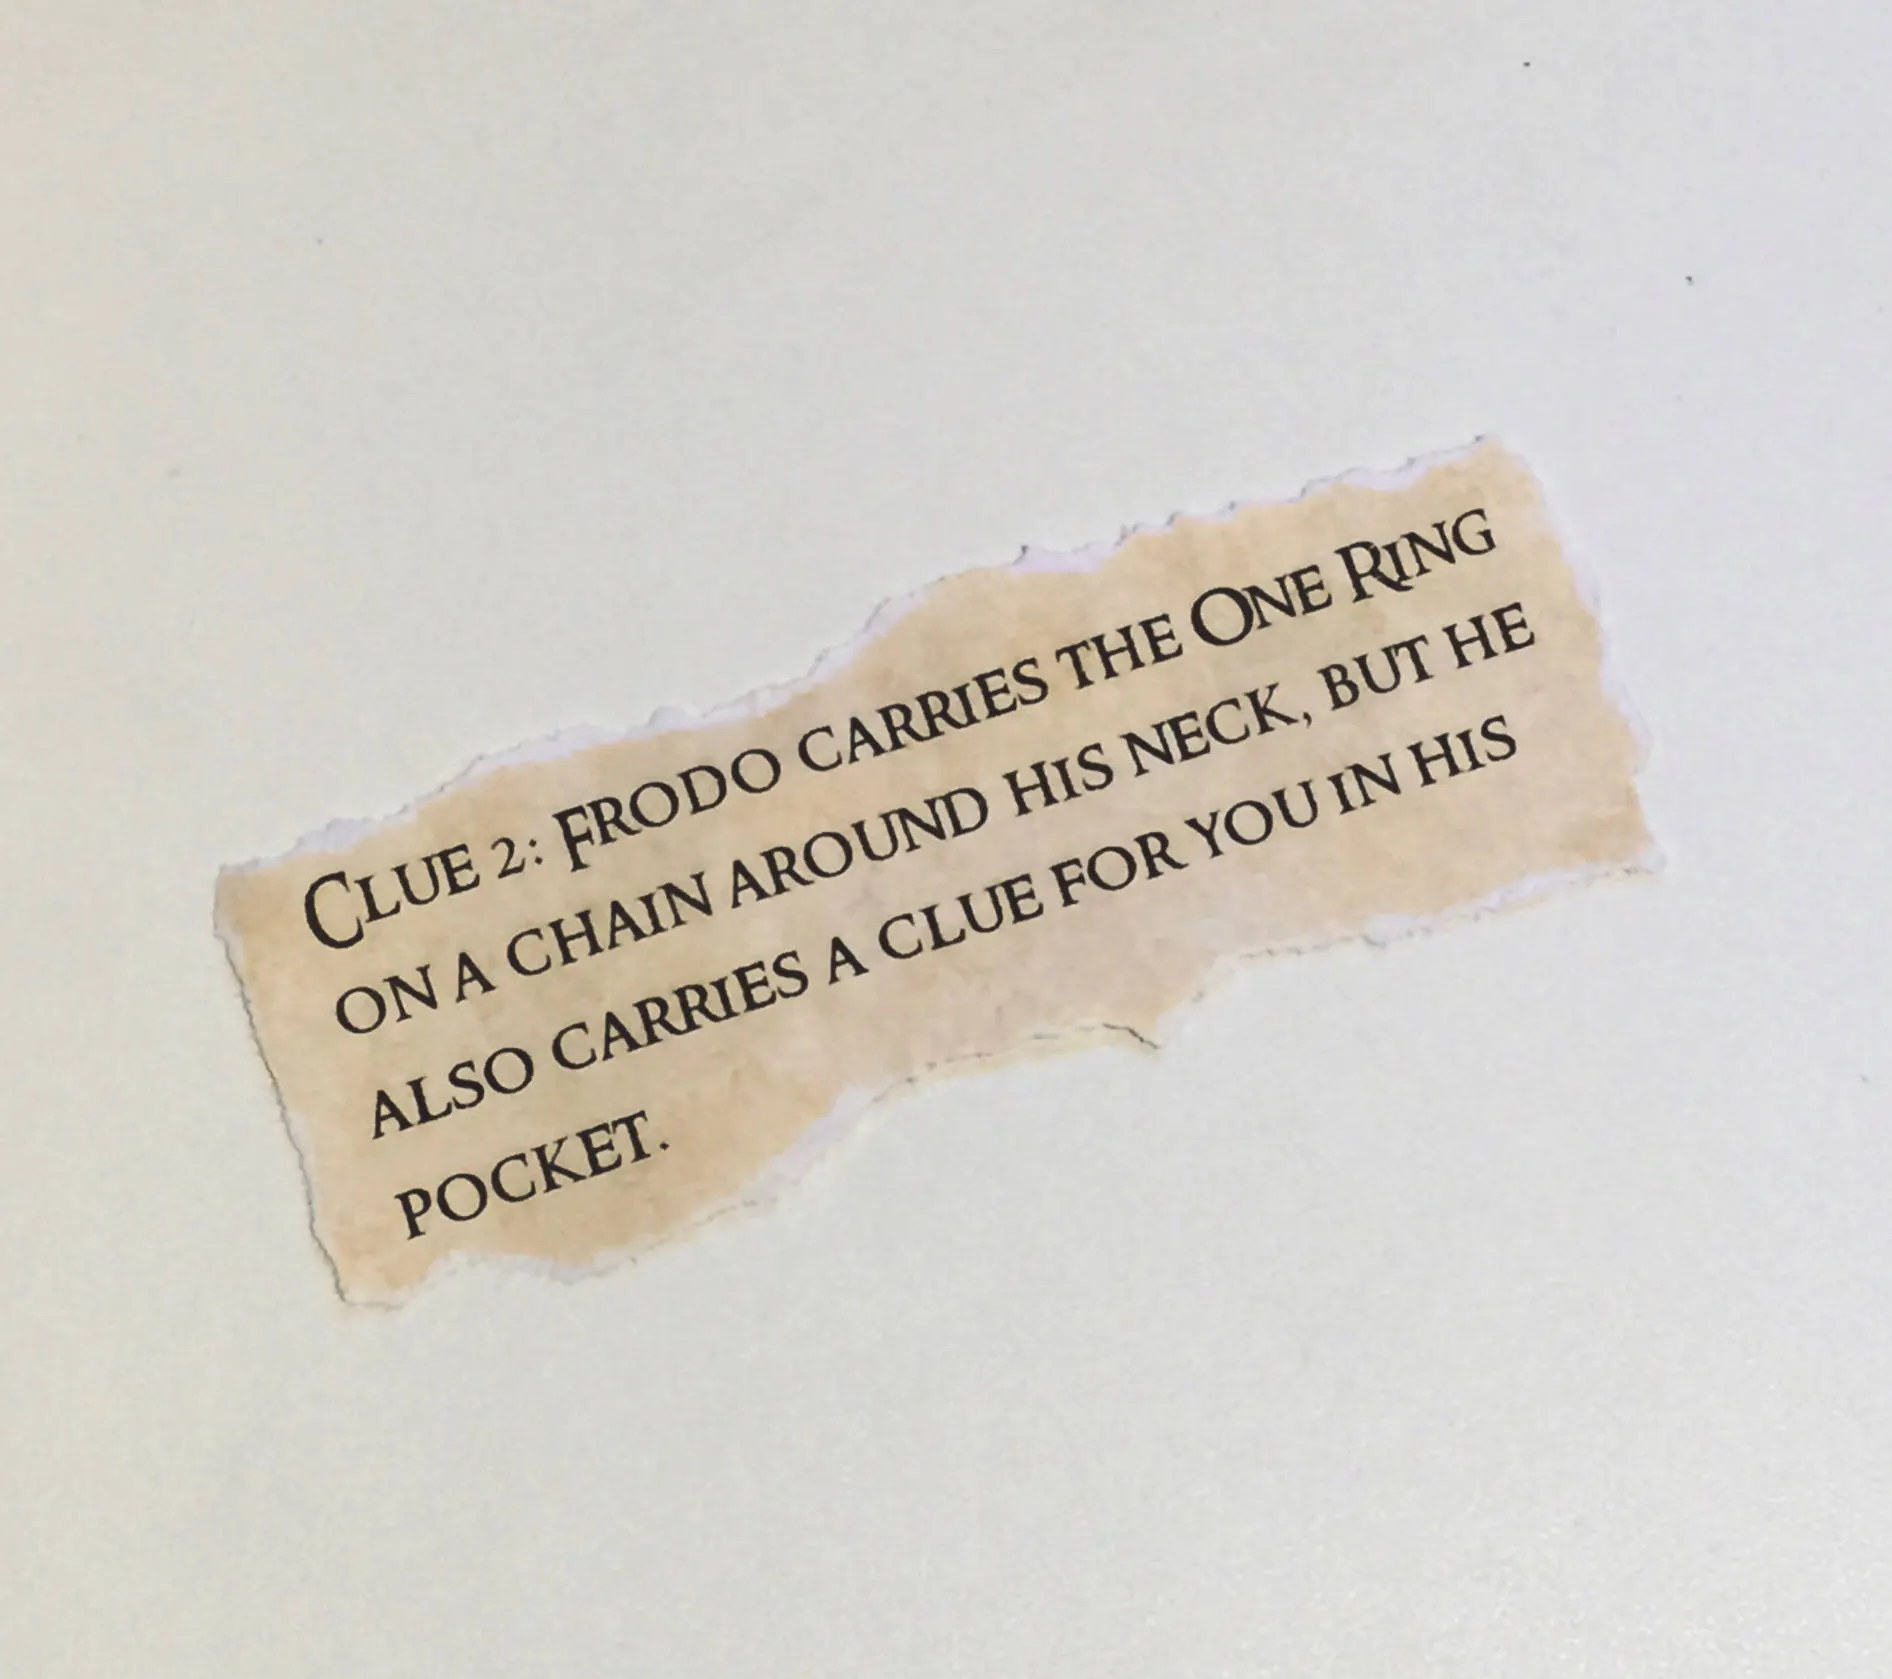 Clue 2: Frodo carries the One Ring
on a chain around his neck, but he
also carries a clue for you in his
pocket.